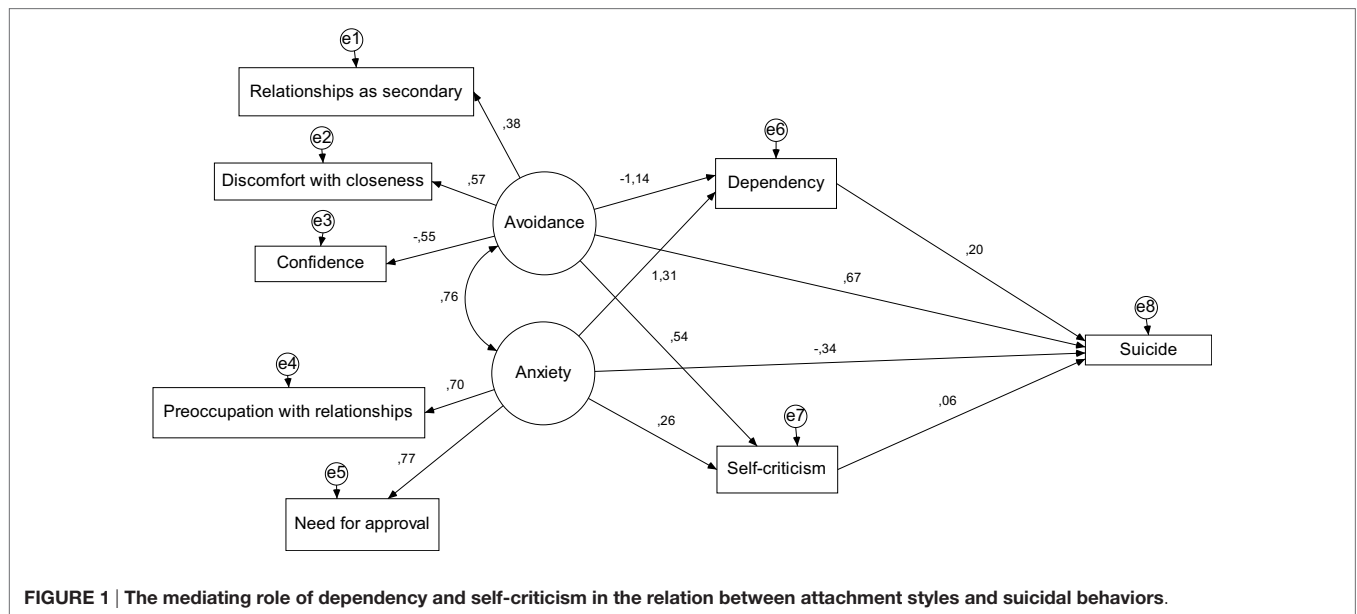 e1
Relationships as secondary
,38
e2
Discomfort with closeness
,57
e3
Confidence
-,55
Avoidance
,76
Anxiety
e4
Preoccupation with relationships
,70
e5
Need for approval
,77
-1,14
1,31
,67
,54
-,34
,26
e6
Dependency
,20
e7
Self-criticism
,06
e8
Suicide
FIGURE 1 | The mediating role of dependency and self-criticism in the relation between attachment styles and suicidal behaviors.